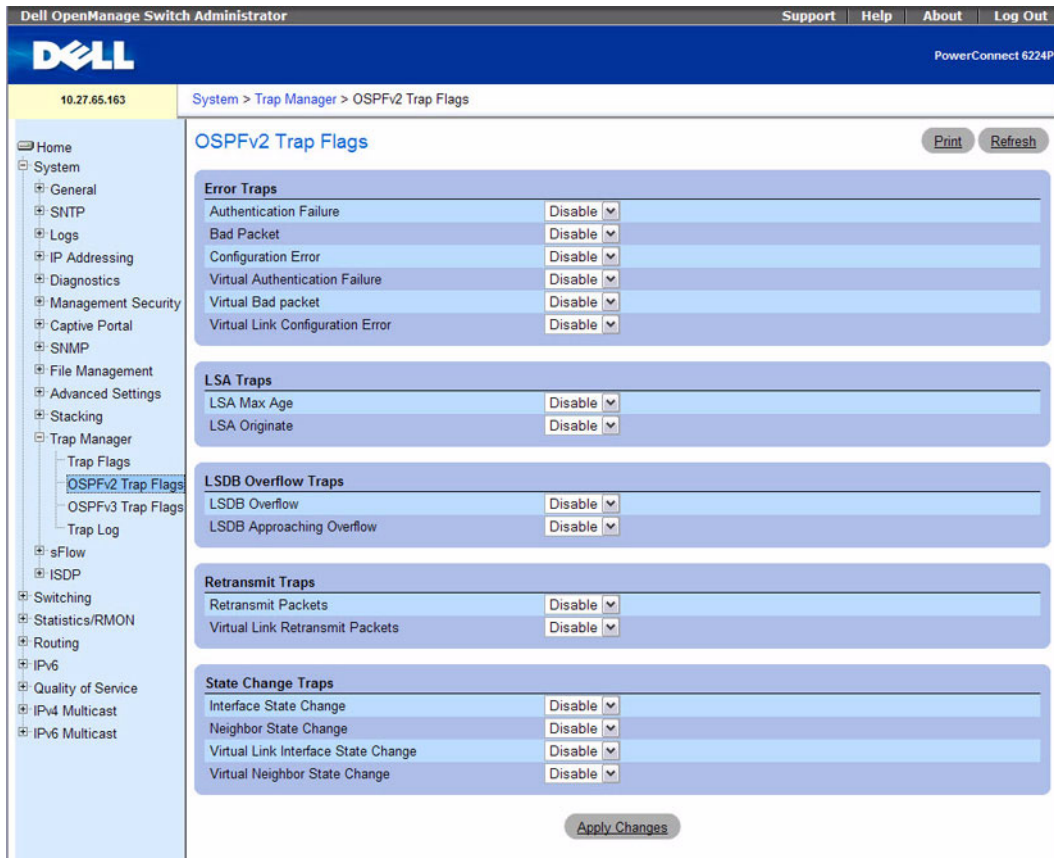 Dell OpenManage Switch Administrator
Support Help About Log Out
DELL
PowerConnect 6224P
10.27.65.163
System > Trap Manager > OSPFv2 Trap Flags
Home
System
General
SNTP
Logs
IP Addressing
Diagnostics
Management Security
Captive Portal
SNMP
File Management
Advanced Settings
Stacking
Trap Manager
Trap Flags
OSPFv2 Trap Flags
OSPFv3 Trap Flags
Trap Log
sFlow
ISDP
Switching
Statistics/RMON
Routing
IPv6
Quality of Service
IPv4 Multicast
IPv6 Multicast
OSPFv2 Trap Flags
Print Refresh
Error Traps
Authentication Failure Disable
Bad Packet Disable
Configuration Error Disable
Virtual Authentication Failure Disable
Virtual Bad packet Disable
Virtual Link Configuration Error Disable
LSA Traps
LSA Max Age Disable
LSA Originate Disable
LSDB Overflow Traps
LSDB Overflow Disable
LSDB Approaching Overflow Disable
Retransmit Traps
Retransmit Packets Disable
Virtual Link Retransmit Packets Disable
State Change Traps
Interface State Change Disable
Neighbor State Change Disable
Virtual Link Interface State Change Disable
Virtual Neighbor State Change Disable
Apply Changes